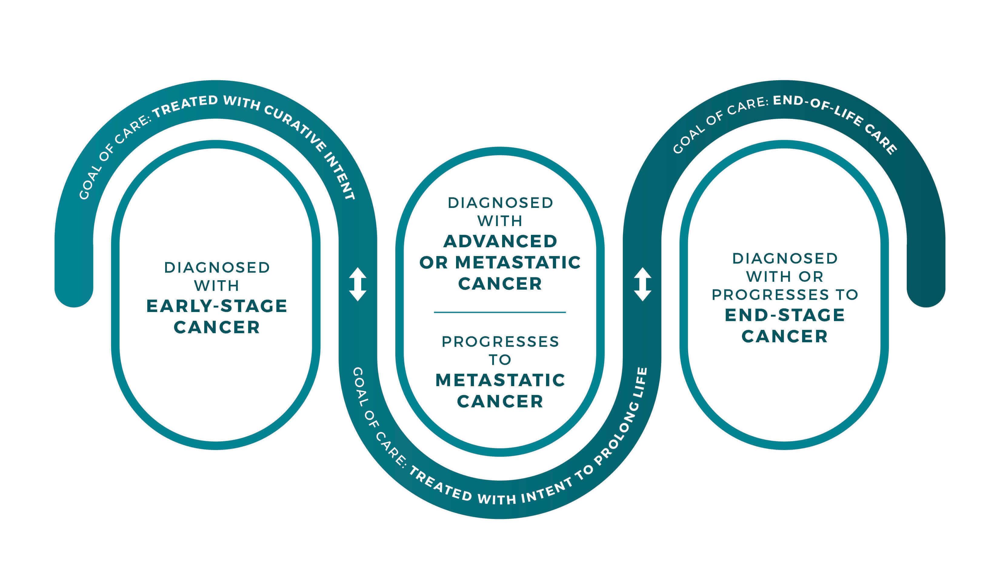 GOAL OF CARE: TREATED WITH CURATIVE INTENT
DIAGNOSED
WITH
EARLY-STAGE
CANCER
GOAL OF CARE: TREATED WITH INTENT TO PROLONG LIFE
DIAGNOSED
WITH
ADVANCED
OR METASTATIC
CANCER
PROGRESSES
TO
METASTATIC
CANCER
GOAL OF CARE: END-OF-LIFE CARE
DIAGNOSED
WITH OR
PROGRESSES TO
END-STAGE
CANCER